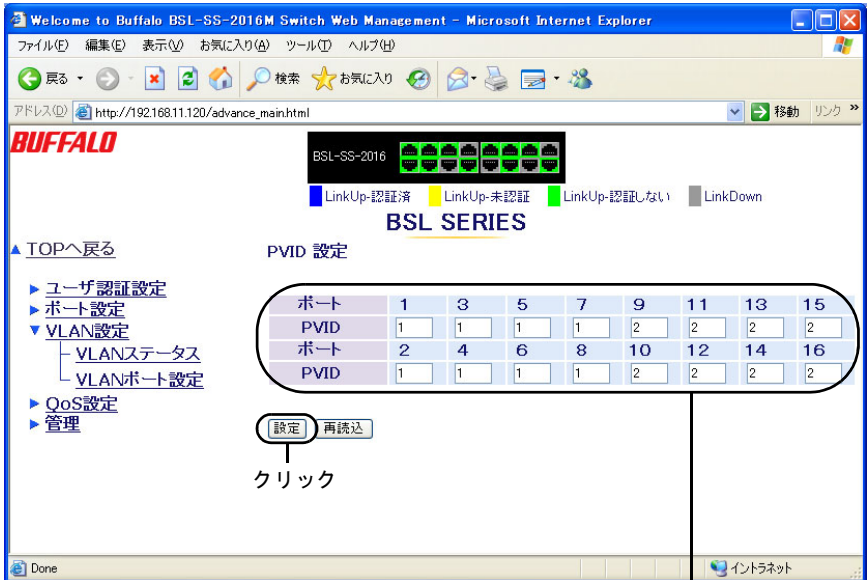 Welcome to Buffalo BSL-SS-2016M Switch Web Management - Microsoft Internet Explorer
ファイル(F) 編集(E) 表示(V) お気に入り(A) ツール(T) ヘルプ(H)
戻る 検索 お気に入り
アドレス(D) http://192.168.11.120/advance_main.html 移動 リンク »
BUFFALO
BSL-SS-2016
LinkUp-認証済 LinkUp-未認証 LinkUp-認証しない LinkDown
BSL SERIES
TOPへ戻る
PVID 設定
ユーザ認証設定
ポート設定
VLAN設定
VLANステータス
VLANポート設定
QoS設定
管理
ポート 1 3 5 7 9 11 13 15
PVID 1 1 1 1 2 2 2 2
ポート 2 4 6 8 10 12 14 16
PVID 1 1 1 1 2 2 2 2
設定 再読込
クリック
Done イントラネット